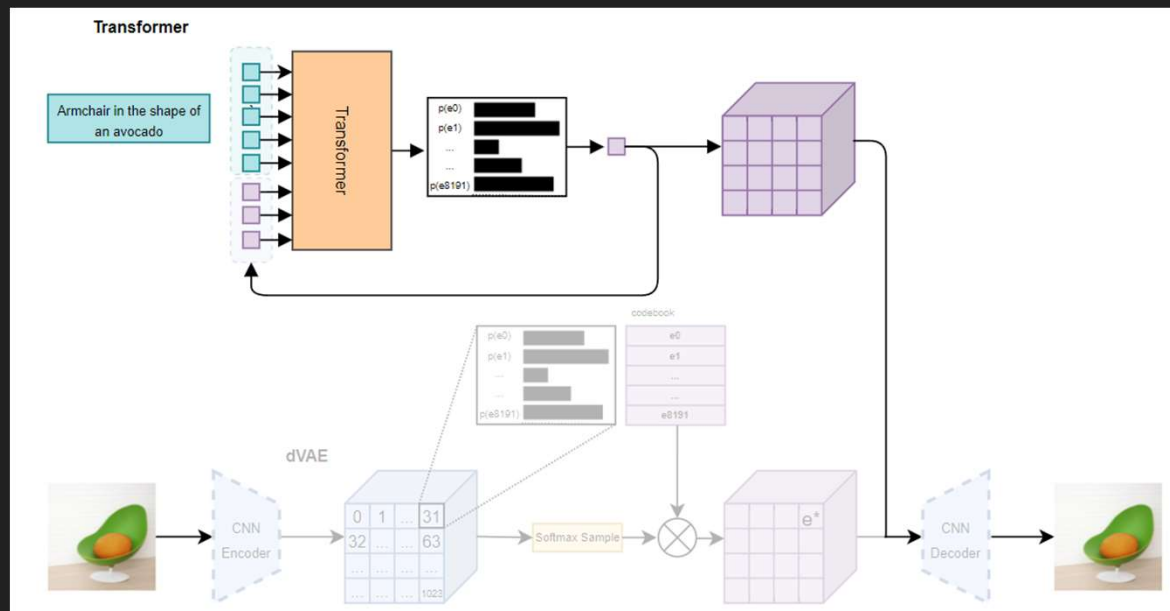 Transformer
Armchair in the shape of
an avocado
Transformer
p(e0)
p(e1)
...
p(e8191)
codebook
p(e0)
p(e1)
...
...
p(e8191)
e0
e1
...
...
e8191
dVAE
CNN
Encoder
0 1 ... 31
32 ... ... 63
... ... ... ...
... ... ... 1023
Softmax Sample
e*
CNN
Decoder